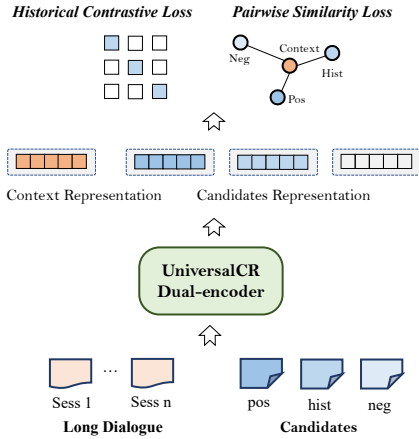 Historical Contrastive Loss
Pairwise Similarity Loss
Neg
Context
Hist
Pos
Context Representation
Candidates Representation
UniversalCR
Dual-encoder
Sess 1
...
Sess n
pos
hist
neg
Long Dialogue
Candidates